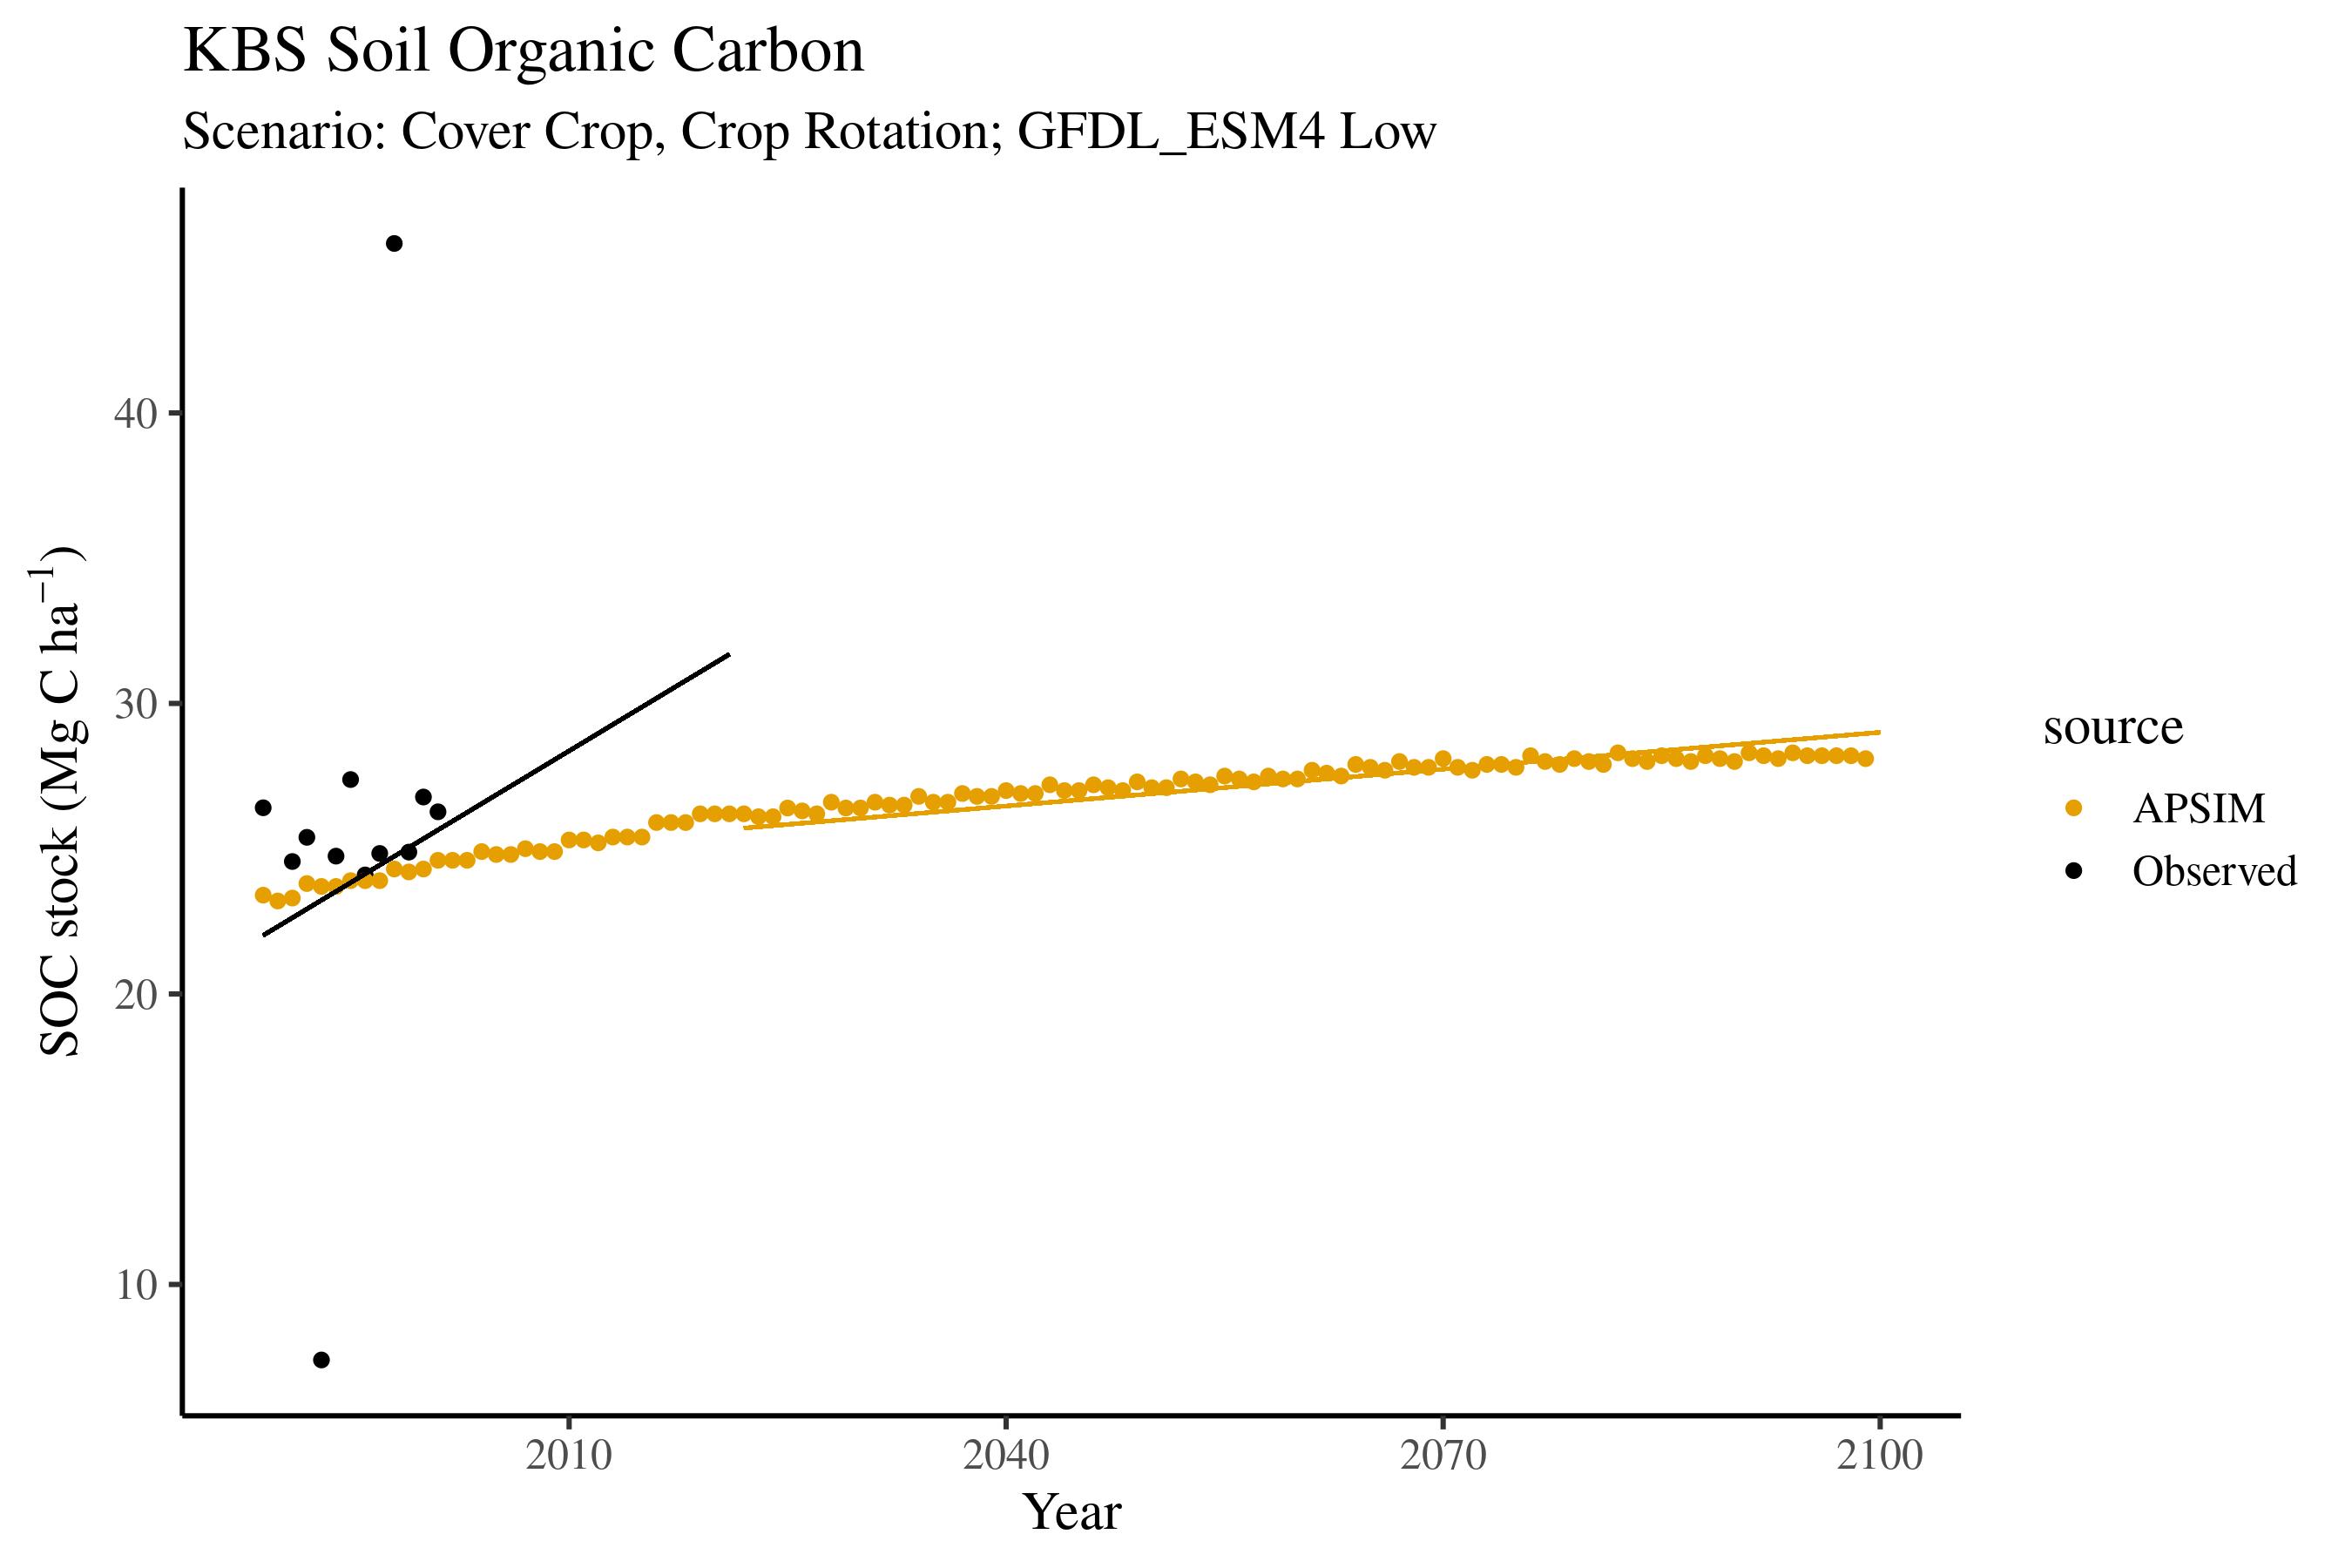 KBS Soil Organic Carbon
Scenario: Cover Crop, Crop Rotation; GFDL_ESM4 Low
SOC stock (Mg C ha⁻¹)
40
30
20
10
2010
2040
2070
2100
Year
source
APSIM
Observed